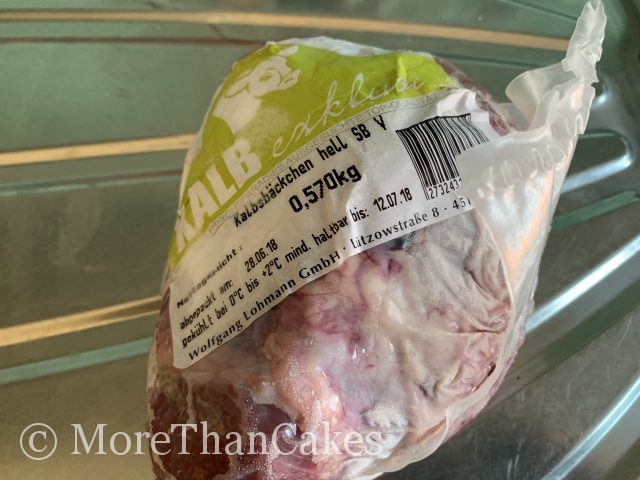 KALB exklusiv
Kalbsbäckchen hell SB V
0,570kg
Nettogewicht:
abgepackt am: 28.06.18
gekühlt bei 0°C bis +2°C mind. haltbar bis: 12.07.18
Wolfgang Lohmann GmbH · Lützowstraße 8 · 45
© MoreThanCakes